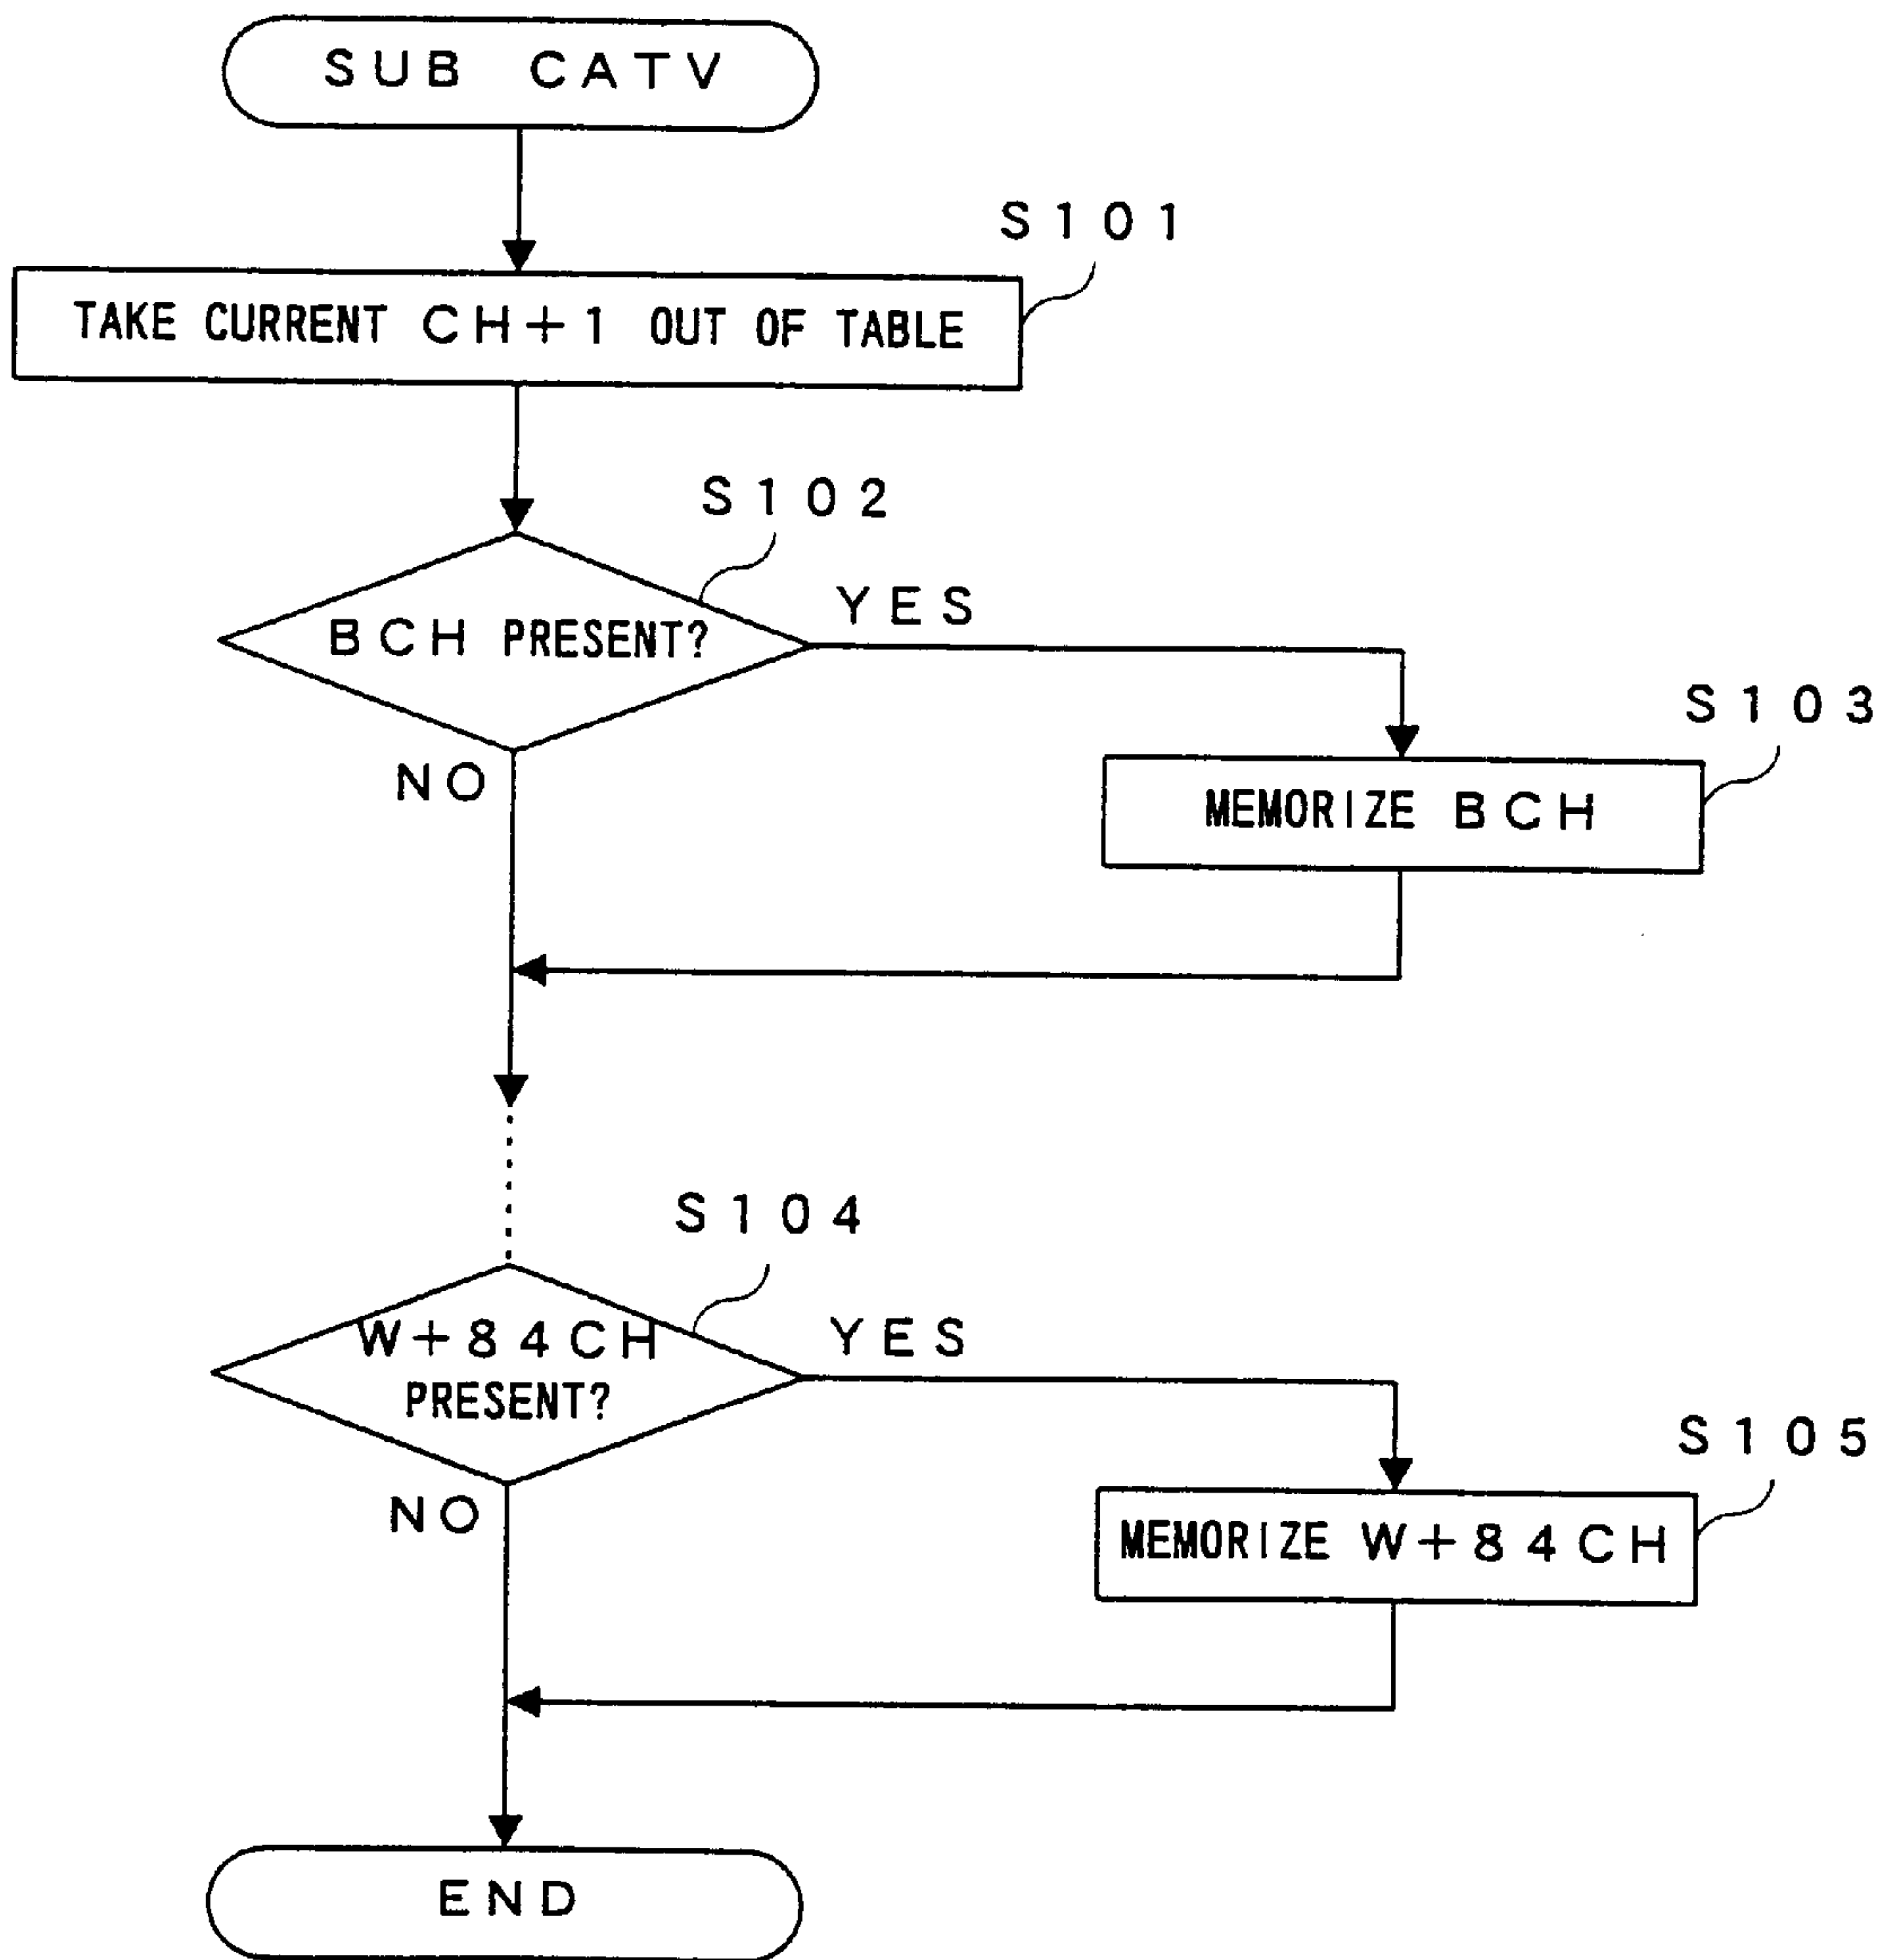 SUB CATV
S101
TAKE CURRENT CH+1 OUT OF TABLE
S102
BCH PRESENT?
YES
NO
S103
MEMORIZE BCH
S104
W+84CH
PRESENT?
YES
NO
S105
MEMORIZE W+84CH
END